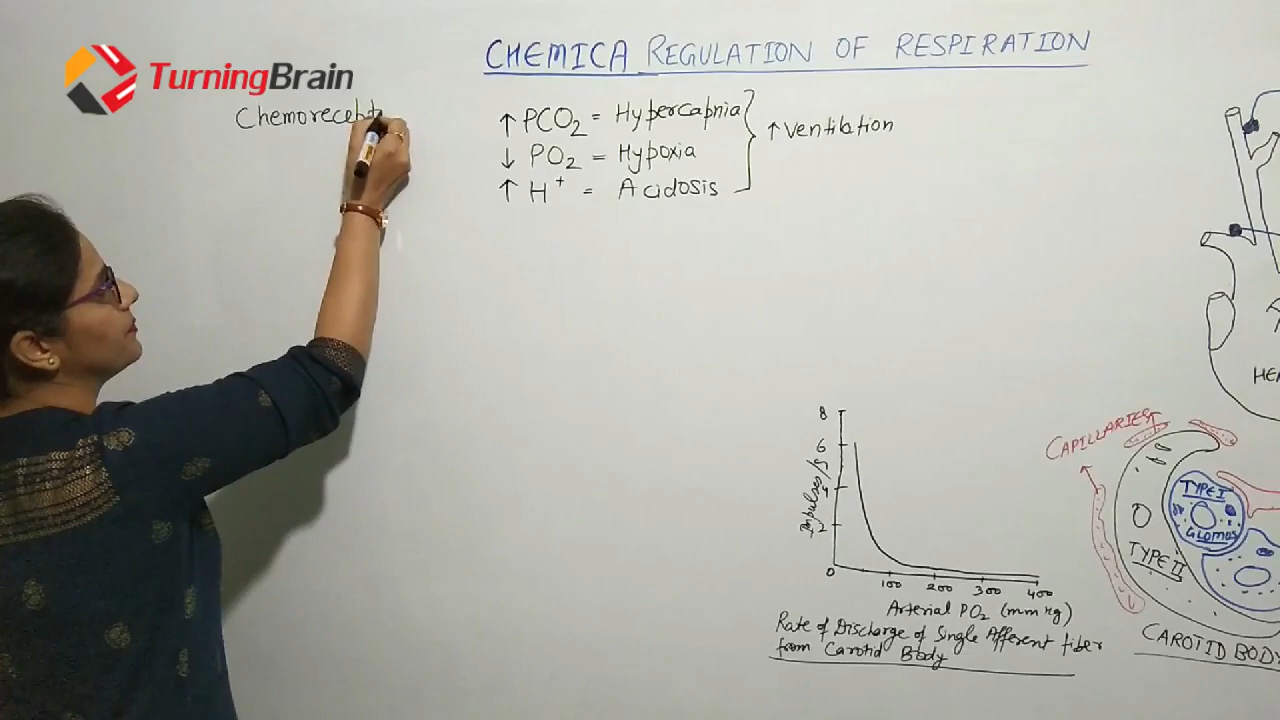 TurningBrain
CHEMICA REGULATION OF RESPIRATION
Chemorecepto
↑ PCO2 = Hypercapnia
↓ PO2 = Hypoxia
↑ H+ = Acidosis
↑ Ventilation
8
6
4
2
0
Impulses/s
100 200 300 400
Arterial PO2 (mm Hg)
Rate of Discharge of Single Afferent fiber
from Carotid Body
HEA
CAPILLARIES
TYPE I
GLOMUS
TYPE II
CAROTID BODY